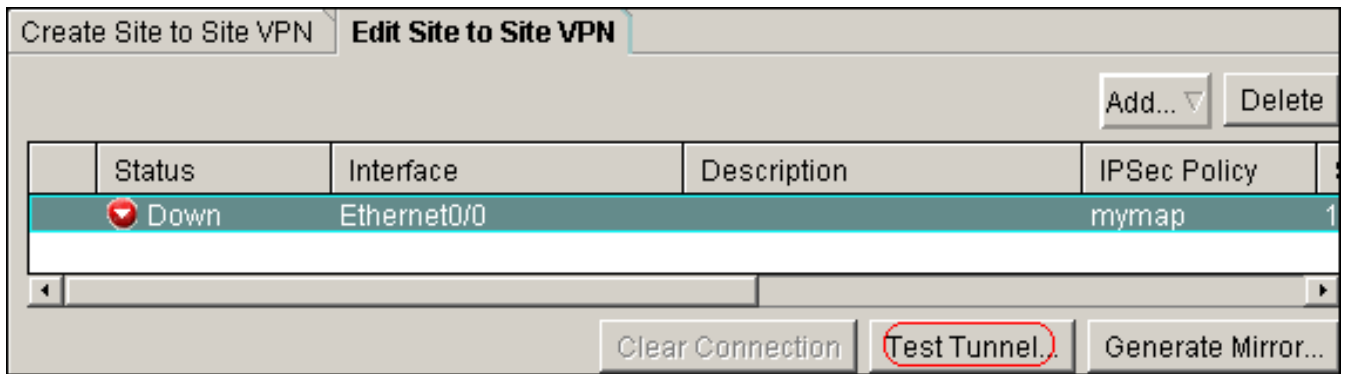 Create Site to Site VPN Edit Site to Site VPN
Add... Delete
Status Interface Description IPSec Policy
Down Ethernet0/0 mymap 1
Clear Connection Test Tunnel.. Generate Mirror...